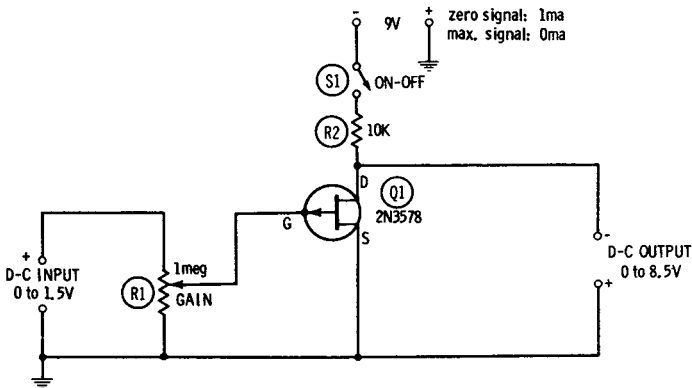 - 9V +
zero signal: 1ma
max. signal: 0ma
S1 ON-OFF
R2 10K
D
Q1
2N3578
G
S
+
D-C INPUT
0 to 1.5V
R1
1meg
GAIN
-
D-C OUTPUT
0 to 8.5V
+